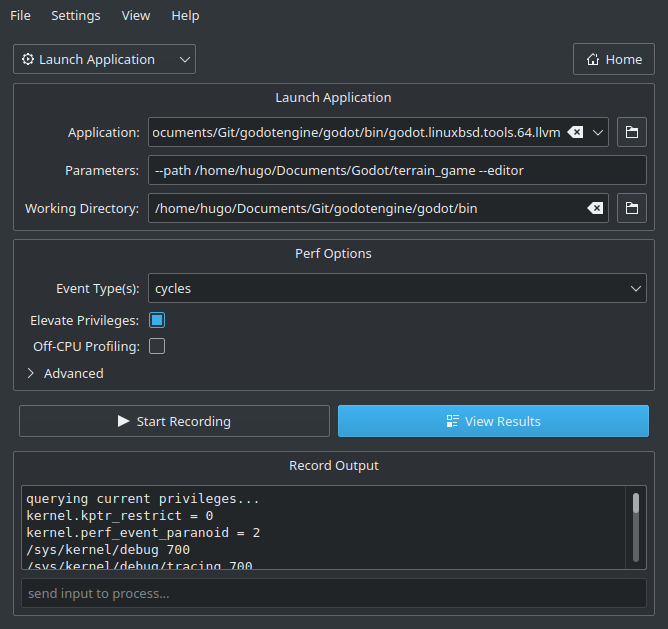 File Settings View Help
Launch Application Home
Launch Application
Application: ocuments/Git/godotengine/godot/bin/godot.linuxbsd.tools.64.llvm
Parameters: --path /home/hugo/Documents/Godot/terrain_game --editor
Working Directory: /home/hugo/Documents/Git/godotengine/godot/bin
Perf Options
Event Type(s): cycles
Elevate Privileges:
Off-CPU Profiling:
Advanced
Start Recording View Results
Record Output
querying current privileges...
kernel.kptr_restrict = 0
kernel.perf_event_paranoid = 2
/sys/kernel/debug 700
/sys/kernel/debug/tracing 700
send input to process...